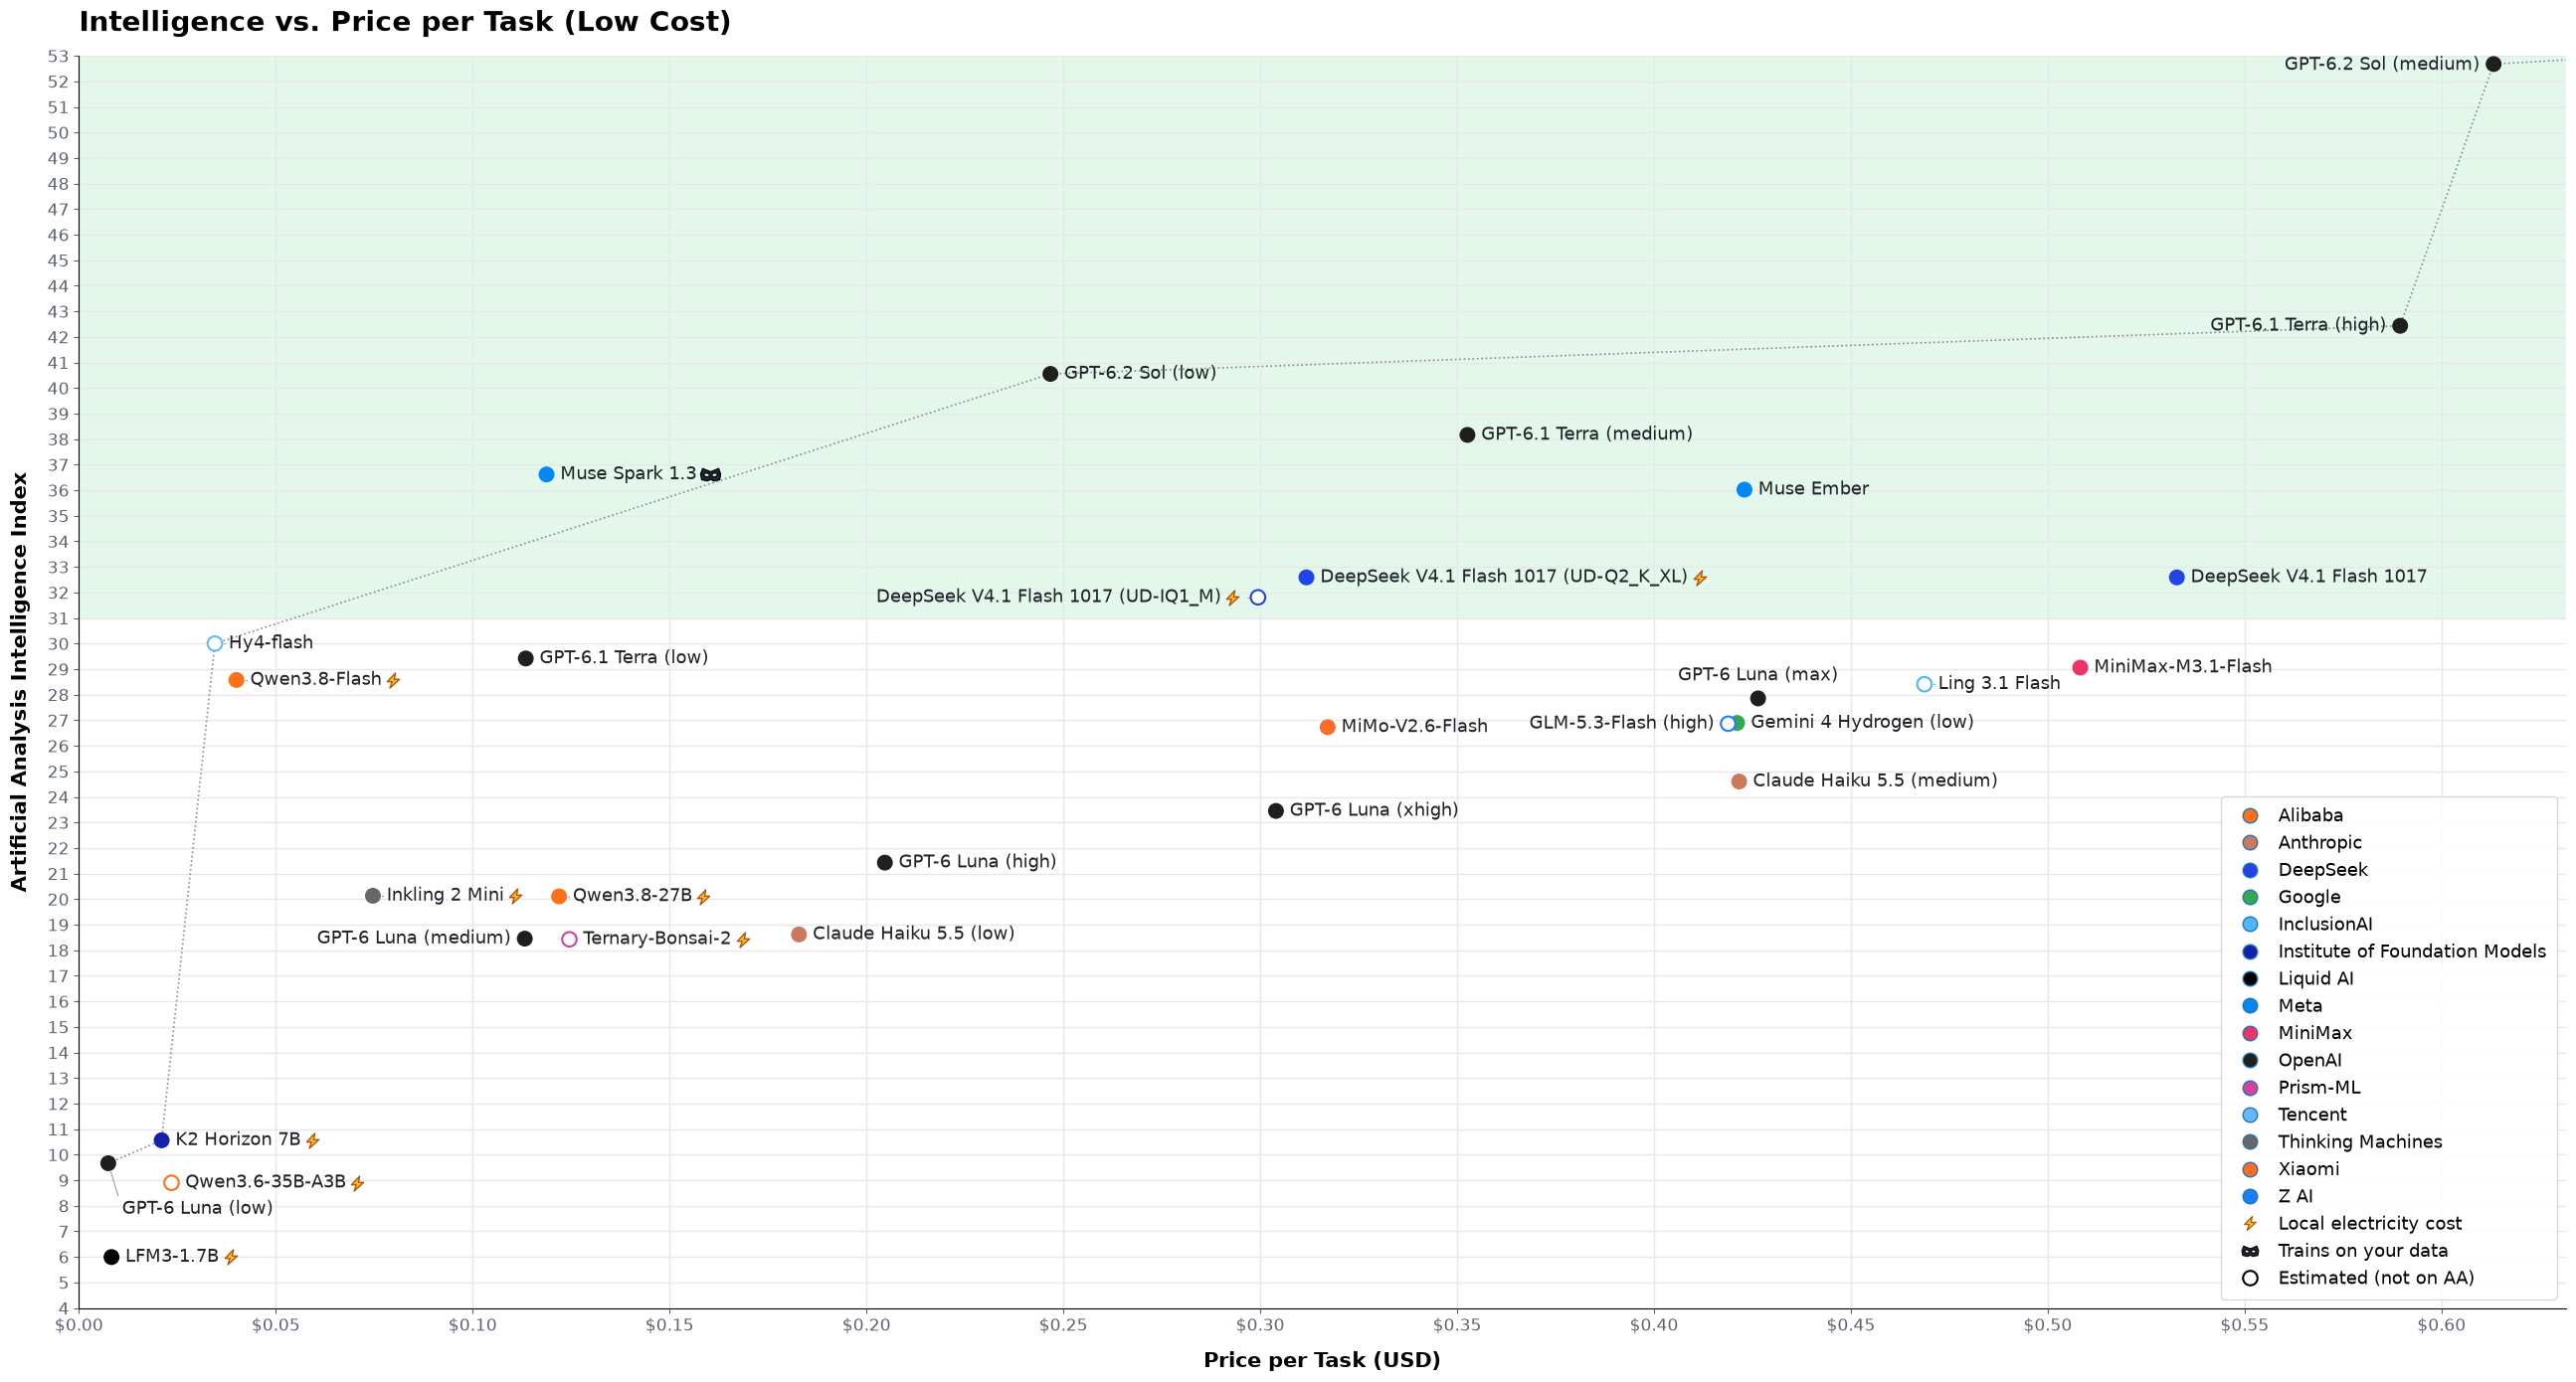 Intelligence vs. Price per Task (Low Cost)
Artificial Analysis Intelligence Index
53
52
51
50
49
48
47
46
45
44
43
42
41
40
39
38
37
36
35
34
33
32
31
30
29
28
27
26
25
24
23
22
21
20
19
18
17
16
15
14
13
12
11
10
9
8
7
6
5
4
GPT-6.2 Sol (medium)
GPT-6.1 Terra (high)
GPT-6.2 Sol (low)
GPT-6.1 Terra (medium)
Muse Spark 1.3
Muse Ember
DeepSeek V4.1 Flash 1017 (UD-Q2_K_XL)
DeepSeek V4.1 Flash 1017
DeepSeek V4.1 Flash 1017 (UD-IQ1_M)
Hy4-flash
GPT-6.1 Terra (low)
MiniMax-M3.1-Flash
GPT-6 Luna (max)
Qwen3.8-Flash
Ling 3.1 Flash
MiMo-V2.6-Flash
GLM-5.3-Flash (high)
Gemini 4 Hydrogen (low)
Claude Haiku 5.5 (medium)
GPT-6 Luna (xhigh)
GPT-6 Luna (high)
Inkling 2 Mini
Qwen3.8-27B
GPT-6 Luna (medium)
Ternary-Bonsai-2
Claude Haiku 5.5 (low)
K2 Horizon 7B
Qwen3.6-35B-A3B
GPT-6 Luna (low)
LFM3-1.7B
Alibaba
Anthropic
DeepSeek
Google
InclusionAI
Institute of Foundation Models
Liquid AI
Meta
MiniMax
OpenAI
Prism-ML
Tencent
Thinking Machines
Xiaomi
Z AI
Local electricity cost
Trains on your data
Estimated (not on AA)
$0.00
$0.05
$0.10
$0.15
$0.20
$0.25
$0.30
$0.35
$0.40
$0.45
$0.50
$0.55
$0.60
Price per Task (USD)